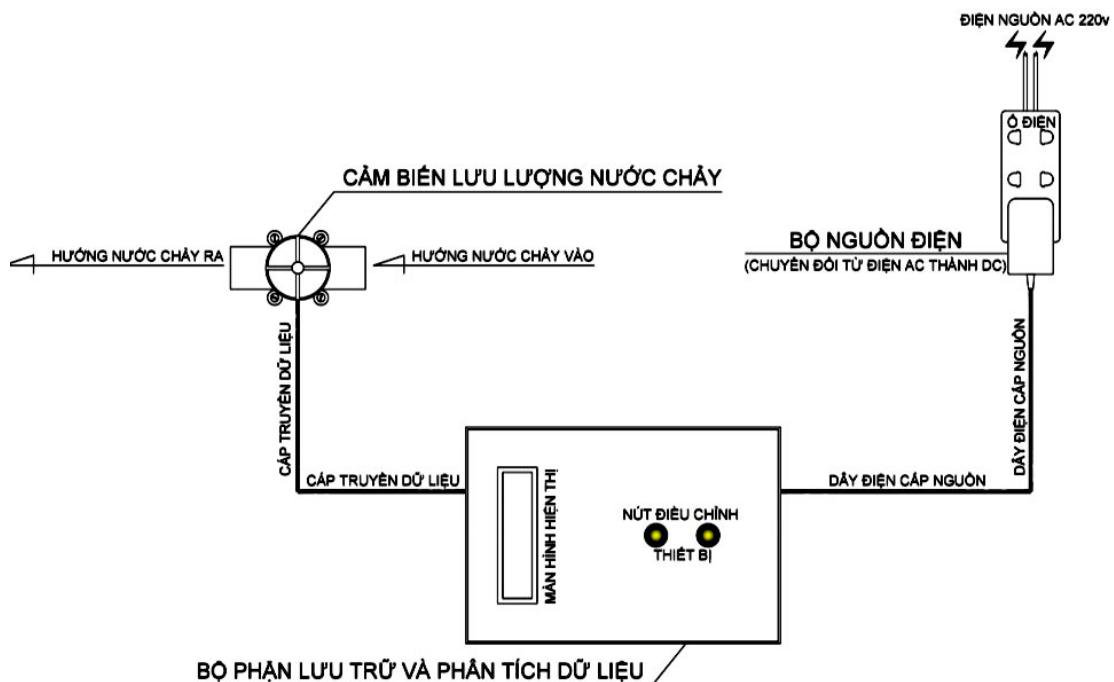 ĐIỆN NGUỒN AC 220v
Ổ ĐIỆN
CẢM BIẾN LƯU LƯỢNG NƯỚC CHẢY
HƯỚNG NƯỚC CHẢY RA
HƯỚNG NƯỚC CHẢY VÀO
BỘ NGUỒN ĐIỆN
(CHUYỂN ĐỔI TỪ ĐIỆN AC THÀNH DC)
CÁP TRUYỀN DỮ LIỆU
DÂY ĐIỆN CẤP NGUỒN
CÁP TRUYỀN DỮ LIỆU
MÀN HÌNH HIỆN THỊ
NÚT ĐIỀU CHỈNH
THIẾT BỊ
DÂY ĐIỆN CẤP NGUỒN
BỘ PHẬN LƯU TRỮ VÀ PHÂN TÍCH DỮ LIỆU